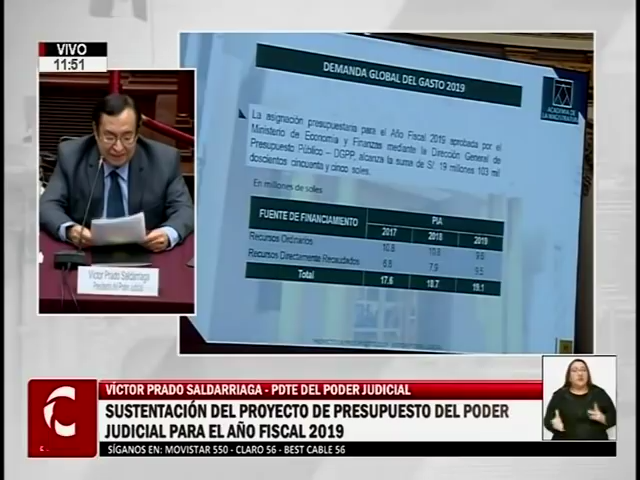 VIVO
11:51
DEMANDA GLOBAL DEL GASTO 2019
ACADEMIA DE
LA MAGISTRATURA
La asignación presupuestaria para el Año Fiscal 2019 aprobada por el
Ministerio de Economía y Finanzas mediante la Dirección General de
Presupuesto Público – DGPP, alcanza la suma de S/. 19 millones 103 mil
doscientos cincuenta y cinco soles.
En millones de soles
FUENTE DE FINANCIAMIENTO PIA
2017 2018 2019
Recursos Ordinarios 10.8 10.8 9.6
Recursos Directamente Recaudados 6.8 7.9 9.5
Total 17.6 18.7 19.1
Víctor Prado Saldarriaga
Presidente del Poder Judicial
VÍCTOR PRADO SALDARRIAGA - PDTE DEL PODER JUDICIAL
SUSTENTACIÓN DEL PROYECTO DE PRESUPUESTO DEL PODER
JUDICIAL PARA EL AÑO FISCAL 2019
SÍGANOS EN: MOVISTAR 550 - CLARO 56 - BEST CABLE 56